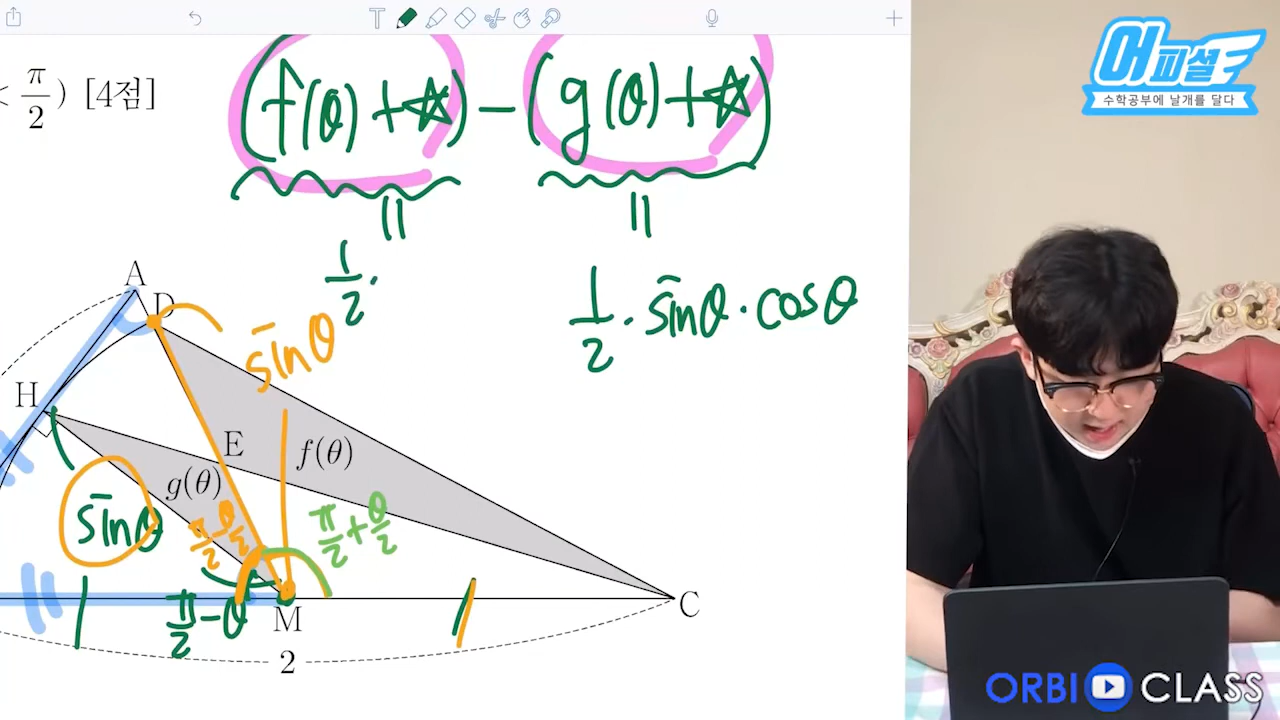 어피셜
수학공부에 날개를 달다
< π/2) [4점]
(f(θ)+☆) − (g(θ)+☆)
|| ||
1/2 · 1/2 · sinθ · cosθ
A
D
sinθ
H
E f(θ)
g(θ)
sinθ π/2 − θ/2 π/2 + θ/2
π/2 − θ M C
2
ORBI CLASS